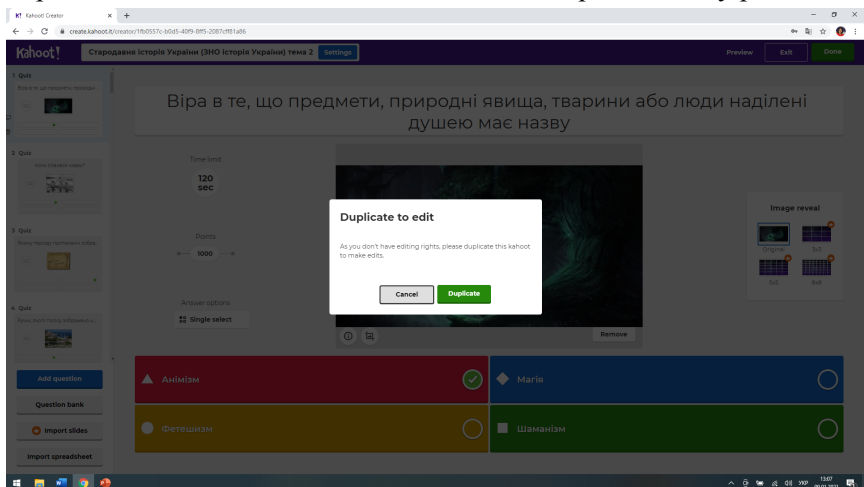 Kahoot! Creator
create.kahoot.it/creator/1fb0557c-b0d5-40f9-8ff5-2087cff81a86
Kahoot!
Стародавня історія України (ЗНО історія України) тема 2
Settings
Preview
Exit
Done
1 Quiz
Віра в те, що предмети, природні явища, тварини або люди наділені
душею має назву
2 Quiz
Time limit
120
sec
Image reveal
Original
3x3
5x5
8x8
Duplicate to edit
As you don't have editing rights, please duplicate this kahoot
to make edits.
Cancel
Duplicate
3 Quiz
Points
1000
4 Quiz
Answer options
Single select
Remove
Add question
Question bank
Import slides
Import spreadsheet
Анімізм
Магія
Фетешизм
Шаманізм
УКР
13:07